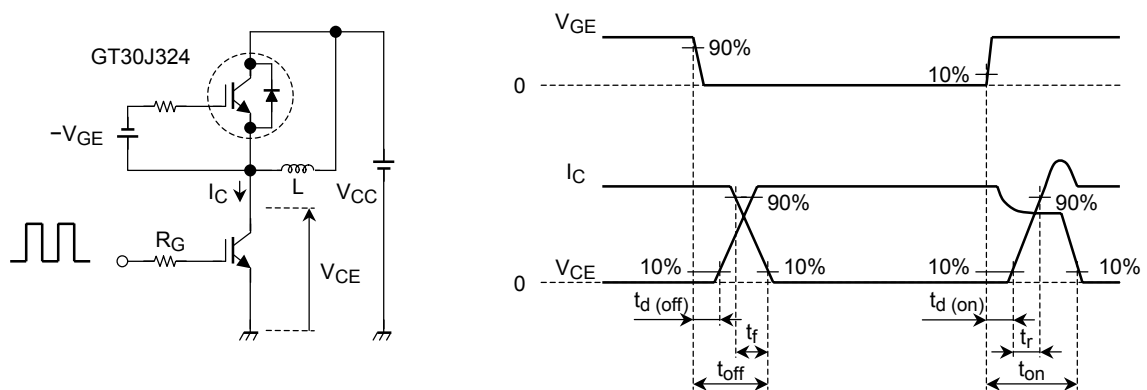 GT30J324
−VGE
IC
L
VCC
RG
VCE
VGE
90%
0
10%
IC
90%
90%
VCE
10%
10%
10%
10%
0
td (off)
td (on)
tf
tr
toff
ton